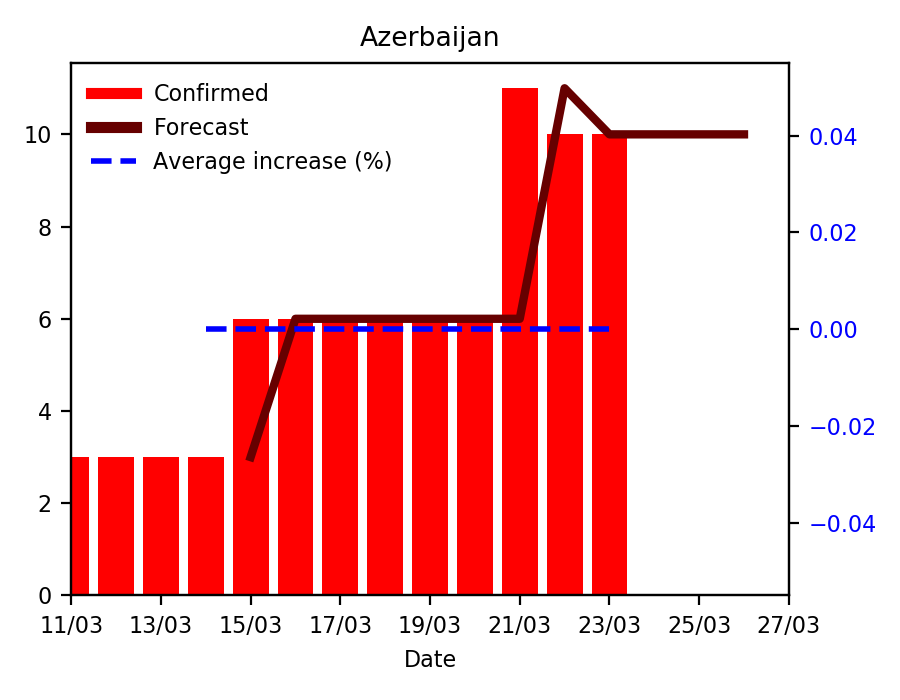 Azerbaijan
Confirmed
Forecast
Average increase (%)
10
8
6
4
2
0
0.04
0.02
0.00
−0.02
−0.04
11/03 13/03 15/03 17/03 19/03 21/03 23/03 25/03 27/03
Date